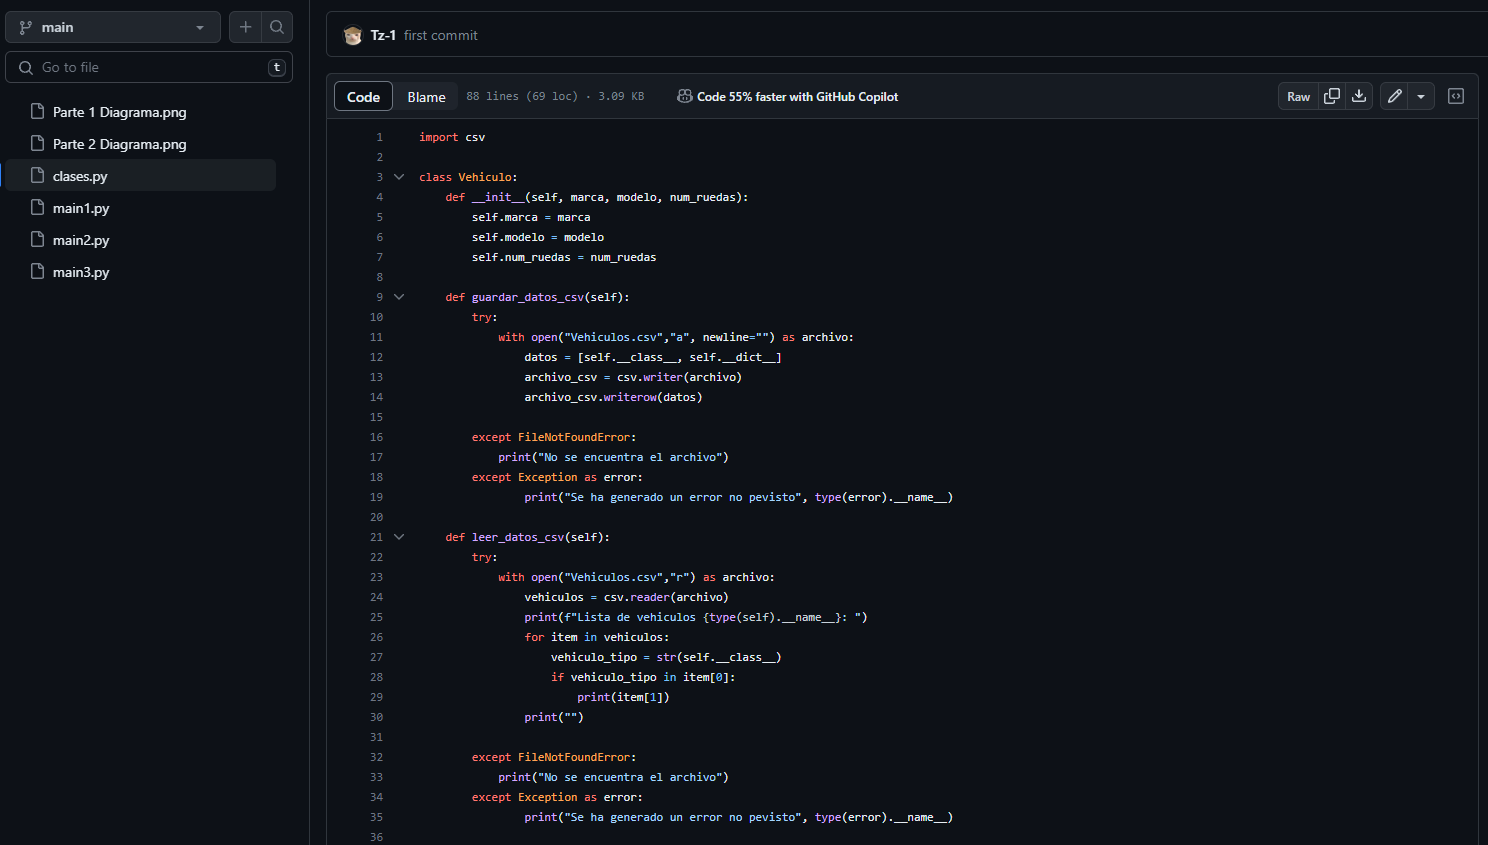 main
Go to file
t
Parte 1 Diagrama.png
Parte 2 Diagrama.png
clases.py
main1.py
main2.py
main3.py
Tz-1 first commit
Code Blame 88 lines (69 loc) · 3.09 KB Code 55% faster with GitHub Copilot Raw
1 import csv
2
3 class Vehiculo:
4 def __init__(self, marca, modelo, num_ruedas):
5 self.marca = marca
6 self.modelo = modelo
7 self.num_ruedas = num_ruedas
8
9 def guardar_datos_csv(self):
10 try:
11 with open("Vehiculos.csv","a", newline="") as archivo:
12 datos = [self.__class__, self.__dict__]
13 archivo_csv = csv.writer(archivo)
14 archivo_csv.writerow(datos)
15
16 except FileNotFoundError:
17 print("No se encuentra el archivo")
18 except Exception as error:
19 print("Se ha generado un error no pevisto", type(error).__name__)
20
21 def leer_datos_csv(self):
22 try:
23 with open("Vehiculos.csv","r") as archivo:
24 vehiculos = csv.reader(archivo)
25 print(f"Lista de vehiculos {type(self).__name__}: ")
26 for item in vehiculos:
27 vehiculo_tipo = str(self.__class__)
28 if vehiculo_tipo in item[0]:
29 print(item[1])
30 print("")
31
32 except FileNotFoundError:
33 print("No se encuentra el archivo")
34 except Exception as error:
35 print("Se ha generado un error no pevisto", type(error).__name__)
36